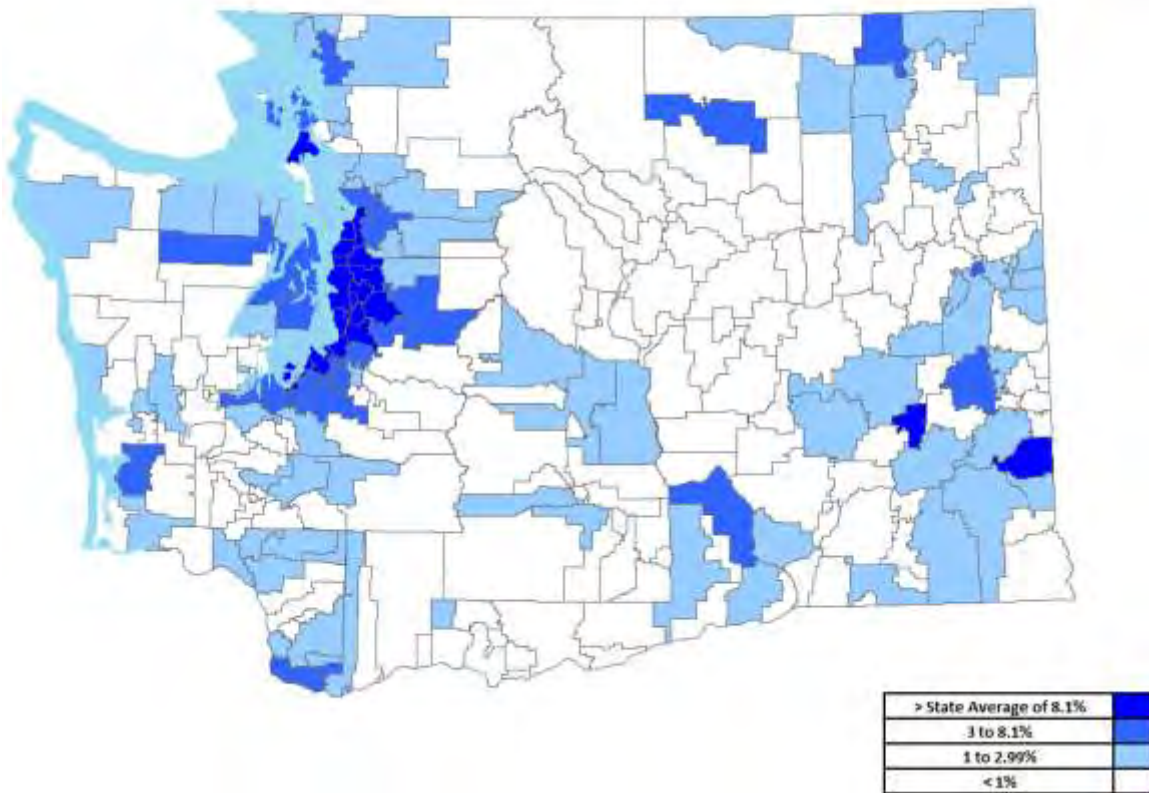 > State Average of 8.1%
3 to 8.1%
1 to 2.99%
< 1%